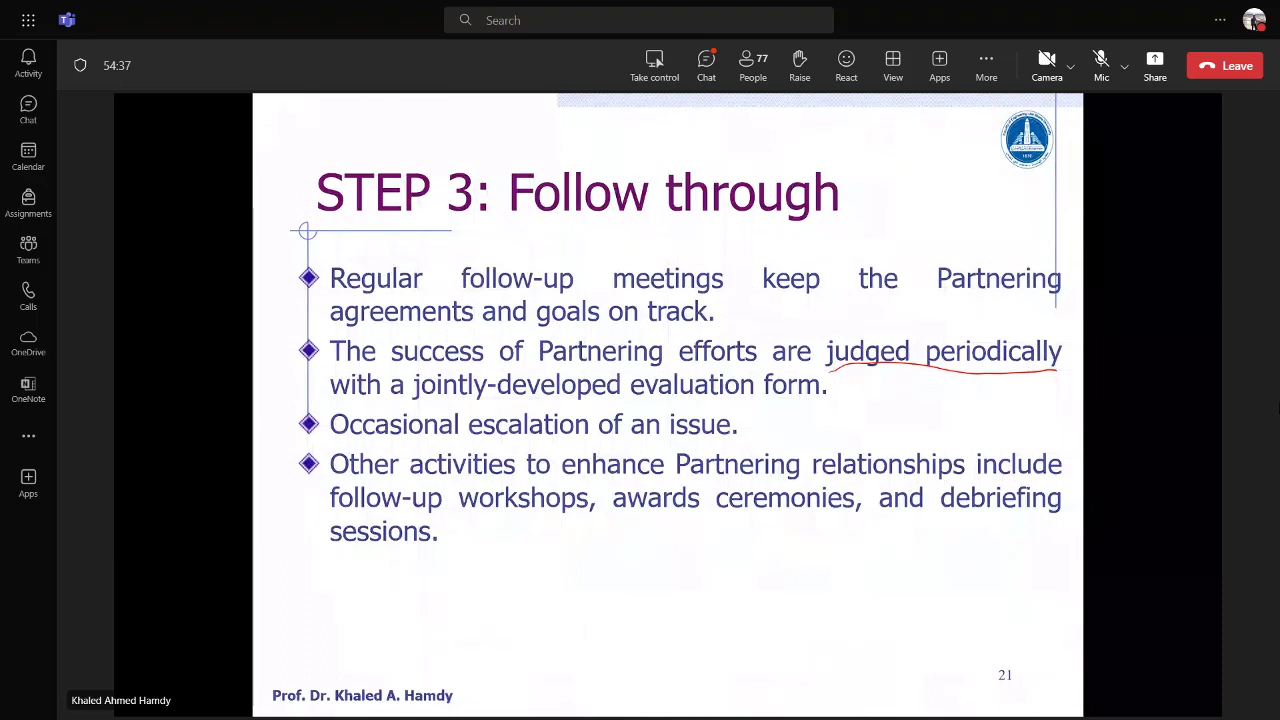 Search
54:37
Take control
Chat
77
People
Raise
React
View
Apps
More
Camera
Mic
Share
Leave
Activity
Chat
Calendar
Assignments
Teams
Calls
OneDrive
OneNote
Apps
STEP 3: Follow through
Regular follow-up meetings keep the Partnering
agreements and goals on track.
The success of Partnering efforts are judged periodically
with a jointly-developed evaluation form.
Occasional escalation of an issue.
Other activities to enhance Partnering relationships include
follow-up workshops, awards ceremonies, and debriefing
sessions.
21
Prof. Dr. Khaled A. Hamdy
Khaled Ahmed Hamdy